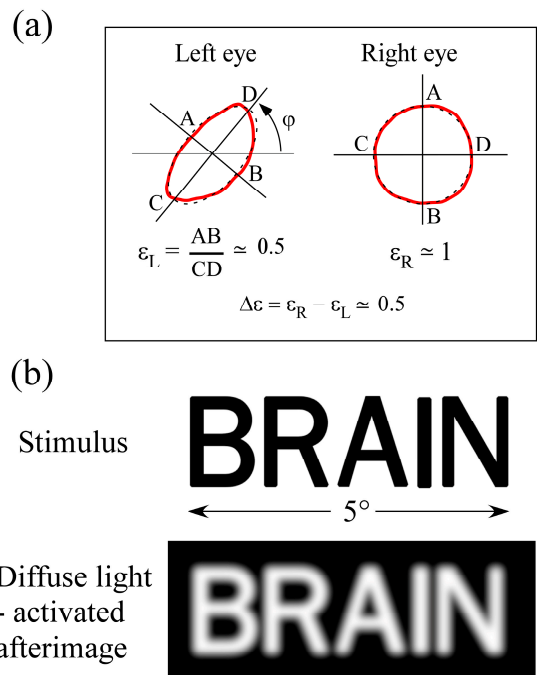 (a)
Left eye Right eye
D
φ
A
B
C
A
C D
B
ε_L = AB/CD ≃ 0.5
ε_R ≃ 1
Δε = ε_R − ε_L ≃ 0.5
(b)
Stimulus
BRAIN
5°
Diffuse light
- activated
afterimage
BRAIN